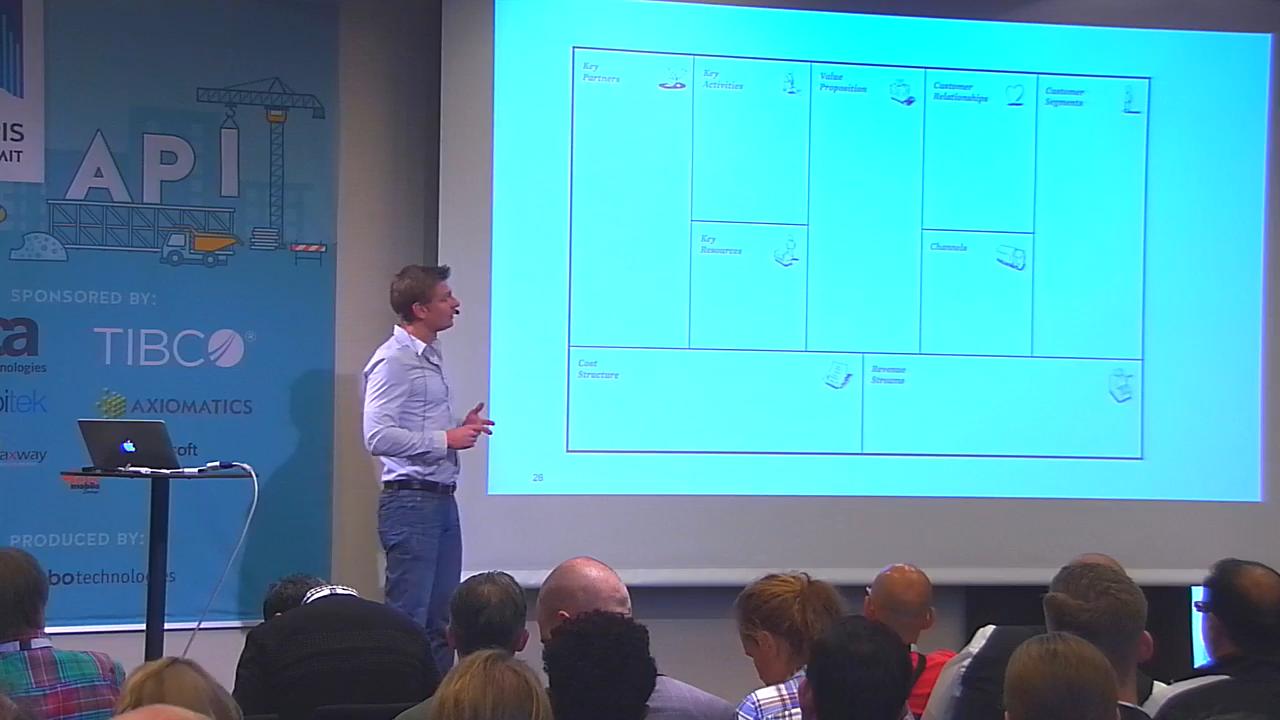 API
SPONSORED BY:
TIBCO®
AXIOMATICS
PRODUCED BY:
Key
Partners
Key
Activities
Value
Proposition
Customer
Relationships
Customer
Segments
Key
Resources
Channels
Cost
Structure
Revenue
Streams
26